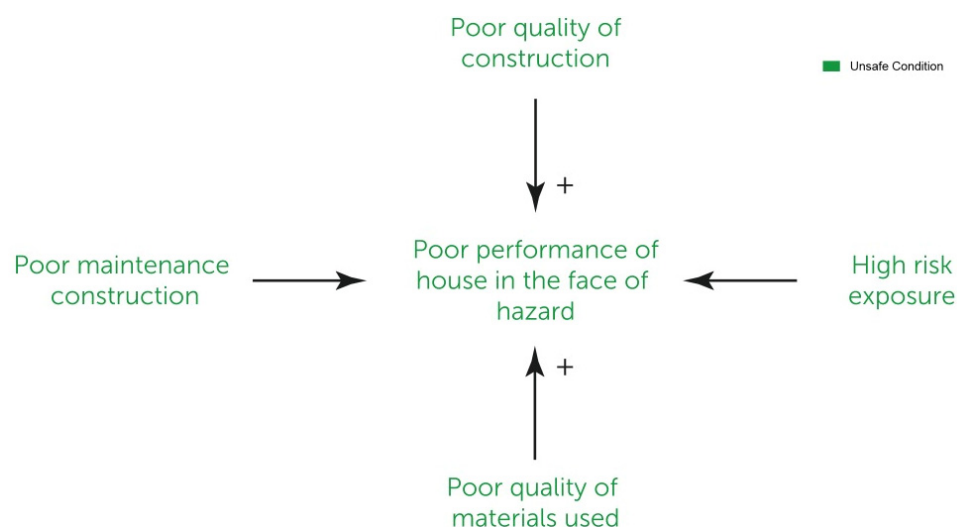 Poor quality of
construction
Unsafe Condition
+
Poor maintenance
construction
Poor performance of
house in the face of
hazard
High risk
exposure
+
Poor quality of
materials used